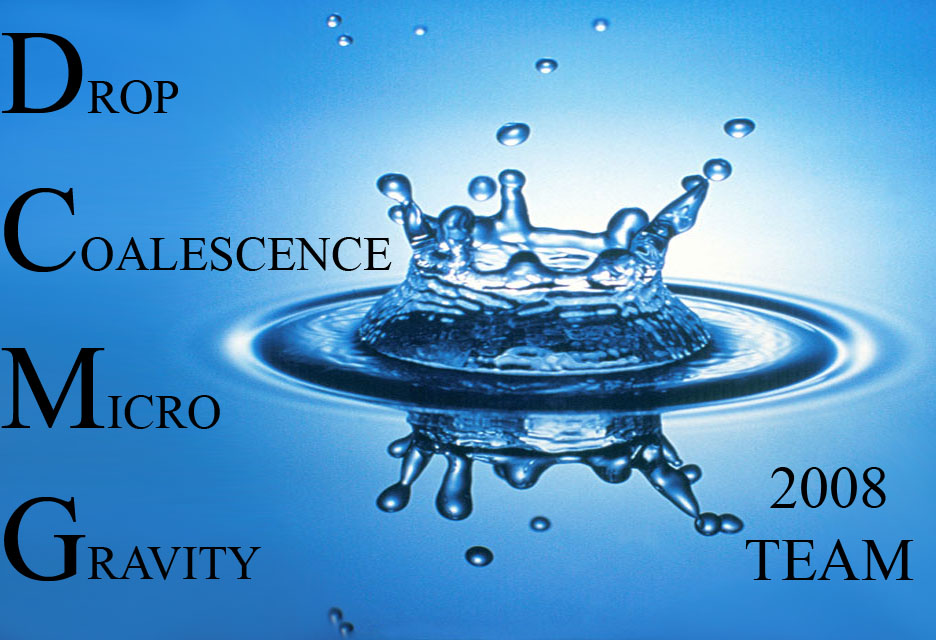 DROP
COALESCENCE
MICRO
GRAVITY
2008
TEAM